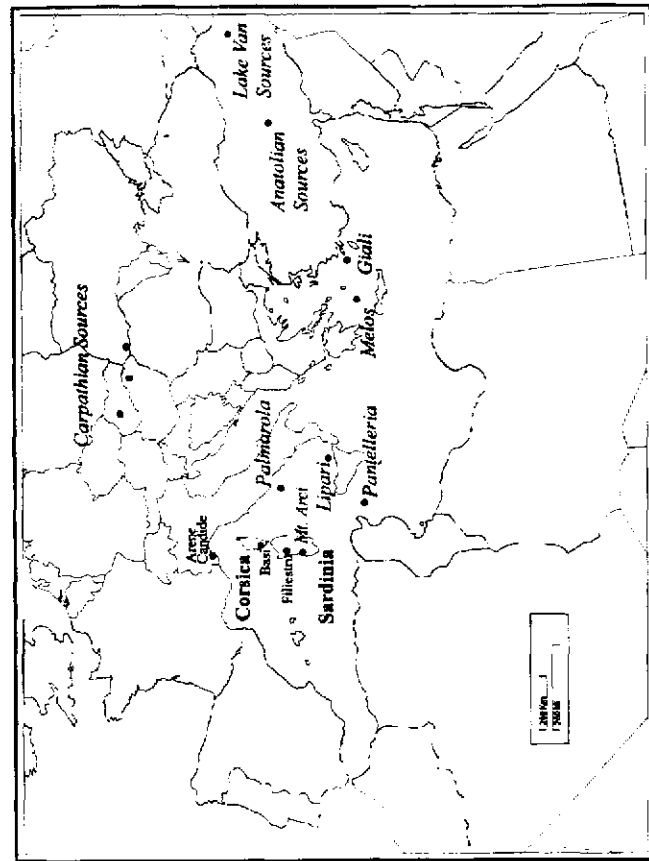 Carpathian Sources
Lake Van
Sources
Anatolian
Sources
Arene
Candide
Corsica
Basi
Filiestru
Mt. Arci
Sardinia
Palmarola
Lipari
Pantelleria
Melos
Giali